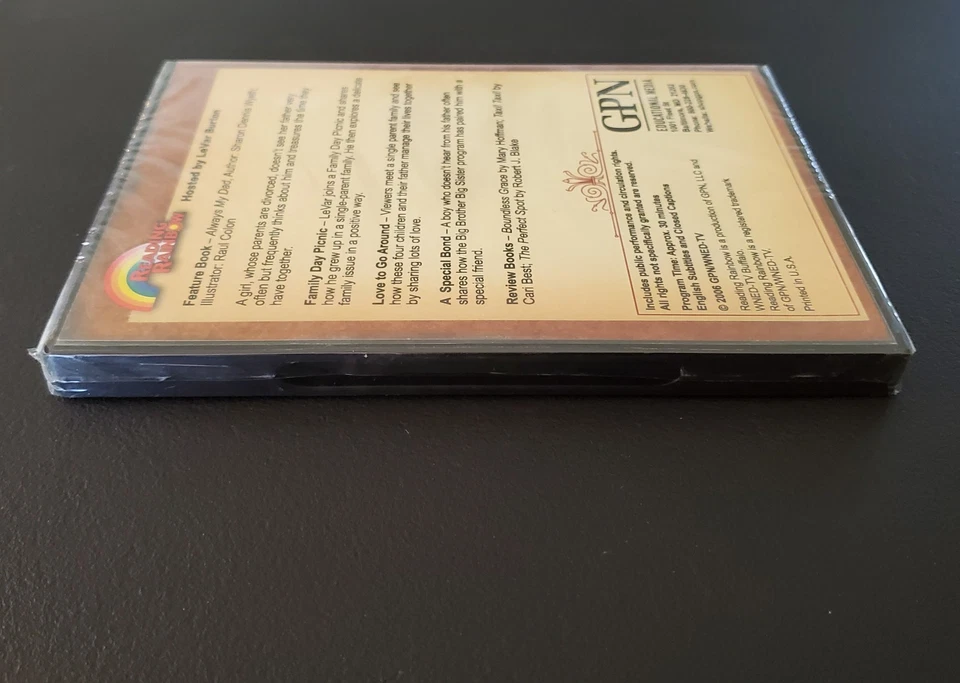 READING RAINBOW
Hosted by LeVar Burton
Feature Book – Always My Dad; Author: Sharon Dennis Wyeth;
Illustrator: Raul Colon
A girl, whose parents are divorced, doesn't see her father very
often but frequently thinks about him and treasures the time they
have together.
Family Day Picnic – LeVar joins a Family Day Picnic and shares
how he grew up in a single-parent family. He then explores a delicate
family issue in a positive way.
Love to Go Around – Viewers meet a single parent family and see
how these four children and their father manage their lives together
by sharing lots of love.
A Special Bond – A boy who doesn't hear from his father often
shares how the Big Brother Big Sister program has paired him with a
special friend.
Review Books – Boundless Grace by Mary Hoffman; Taxi! Taxi! by
Cari Best; The Perfect Spot by Robert J. Blake
Includes public performance and circulation rights.
All rights not specifically granted are reserved.
Program Time: Approx. 30 minutes
English Subtitles and Closed Captions
© 2006 GPN/WNED-TV
Reading Rainbow is a production of GPN, LLC and
WNED-TV Buffalo.
Reading Rainbow is a registered trademark
of GPN/WNED-TV.
Printed in U.S.A.
GPN
EDUCATIONAL MEDIA